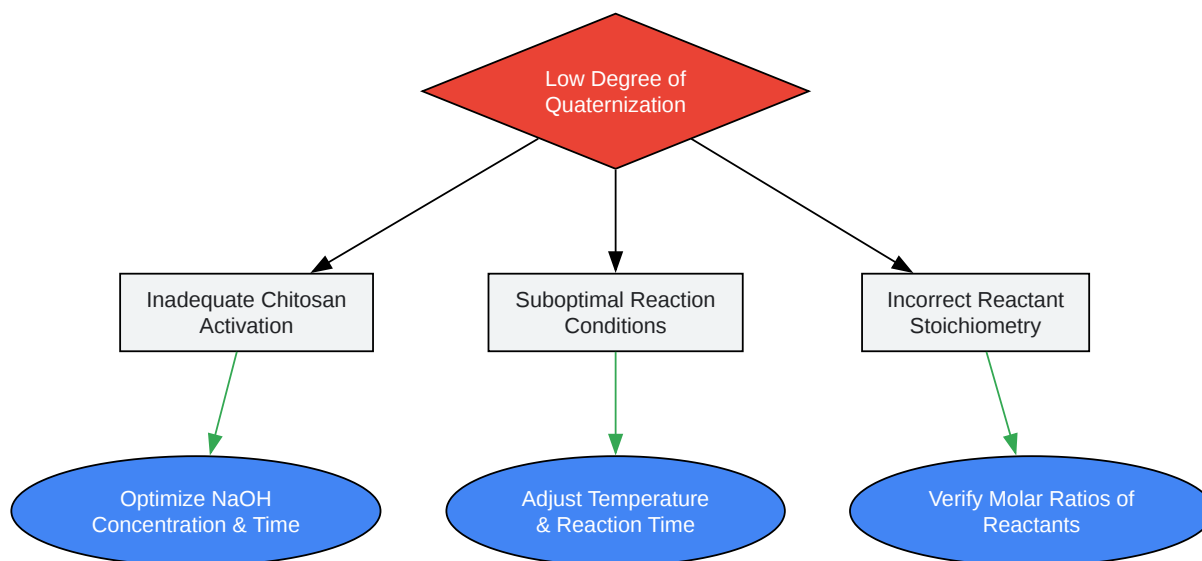 Low Degree of
Quaternization
Inadequate Chitosan
Activation
Suboptimal Reaction
Conditions
Incorrect Reactant
Stoichiometry
Optimize NaOH
Concentration & Time
Adjust Temperature
& Reaction Time
Verify Molar Ratios of
Reactants